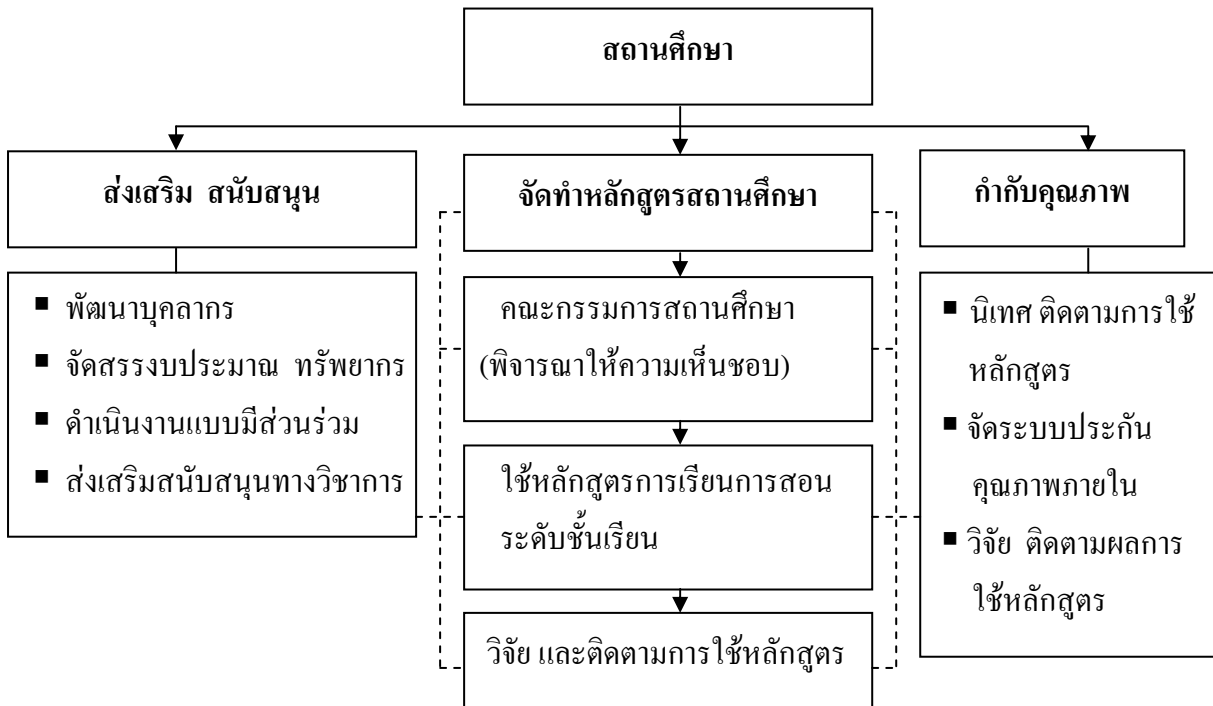 สถานศึกษา
ส่งเสริม สนับสนุน
จัดทำหลักสูตรสถานศึกษา
กำกับคุณภาพ
▪ พัฒนาบุคลากร
▪ จัดสรรงบประมาณ ทรัพยากร
▪ ดำเนินงานแบบมีส่วนร่วม
▪ ส่งเสริมสนับสนุนทางวิชาการ
คณะกรรมการสถานศึกษา
(พิจารณาให้ความเห็นชอบ)
ใช้หลักสูตรการเรียนการสอน
ระดับชั้นเรียน
วิจัย และติดตามการใช้หลักสูตร
▪ นิเทศ ติดตามการใช้
หลักสูตร
▪ จัดระบบประกัน
คุณภาพภายใน
▪ วิจัย ติดตามผลการ
ใช้หลักสูตร